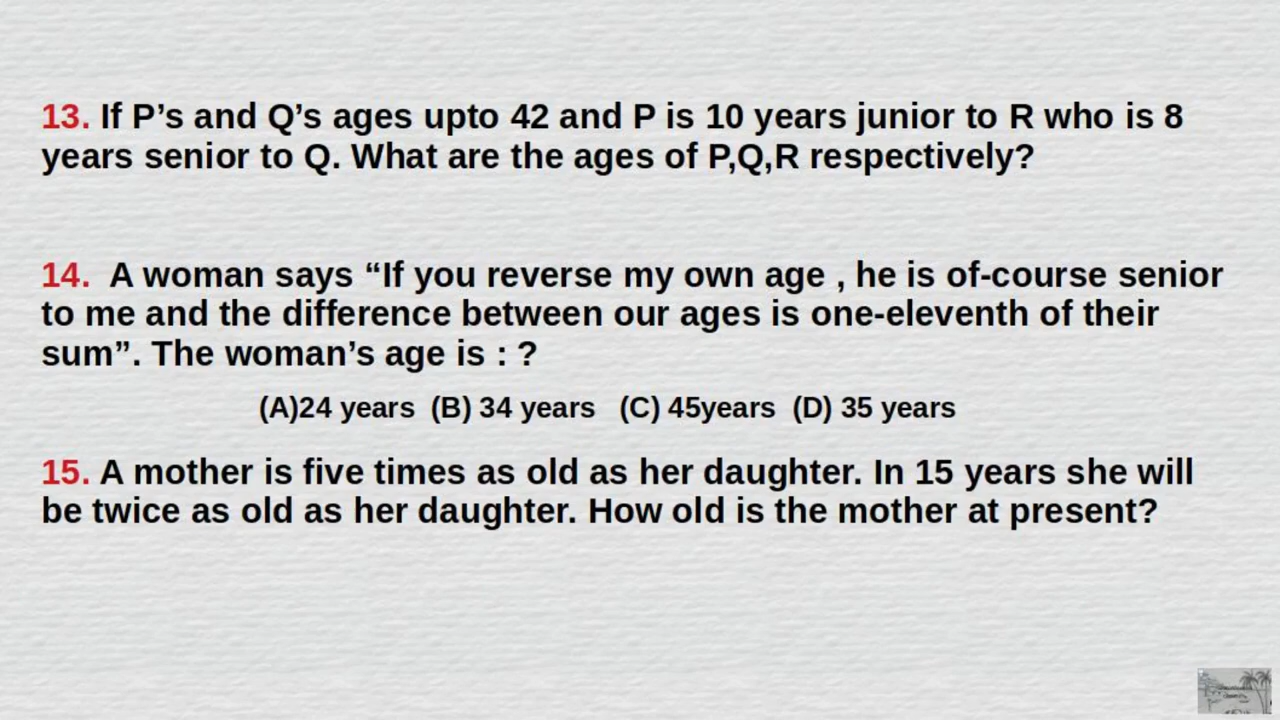 13. If P’s and Q’s ages upto 42 and P is 10 years junior to R who is 8
years senior to Q. What are the ages of P,Q,R respectively?
14.  A woman says “If you reverse my own age , he is of-course senior
to me and the difference between our ages is one-eleventh of their
sum”. The woman’s age is : ?
(A)24 years  (B) 34 years   (C) 45years  (D) 35 years
15. A mother is five times as old as her daughter. In 15 years she will
be twice as old as her daughter. How old is the mother at present?